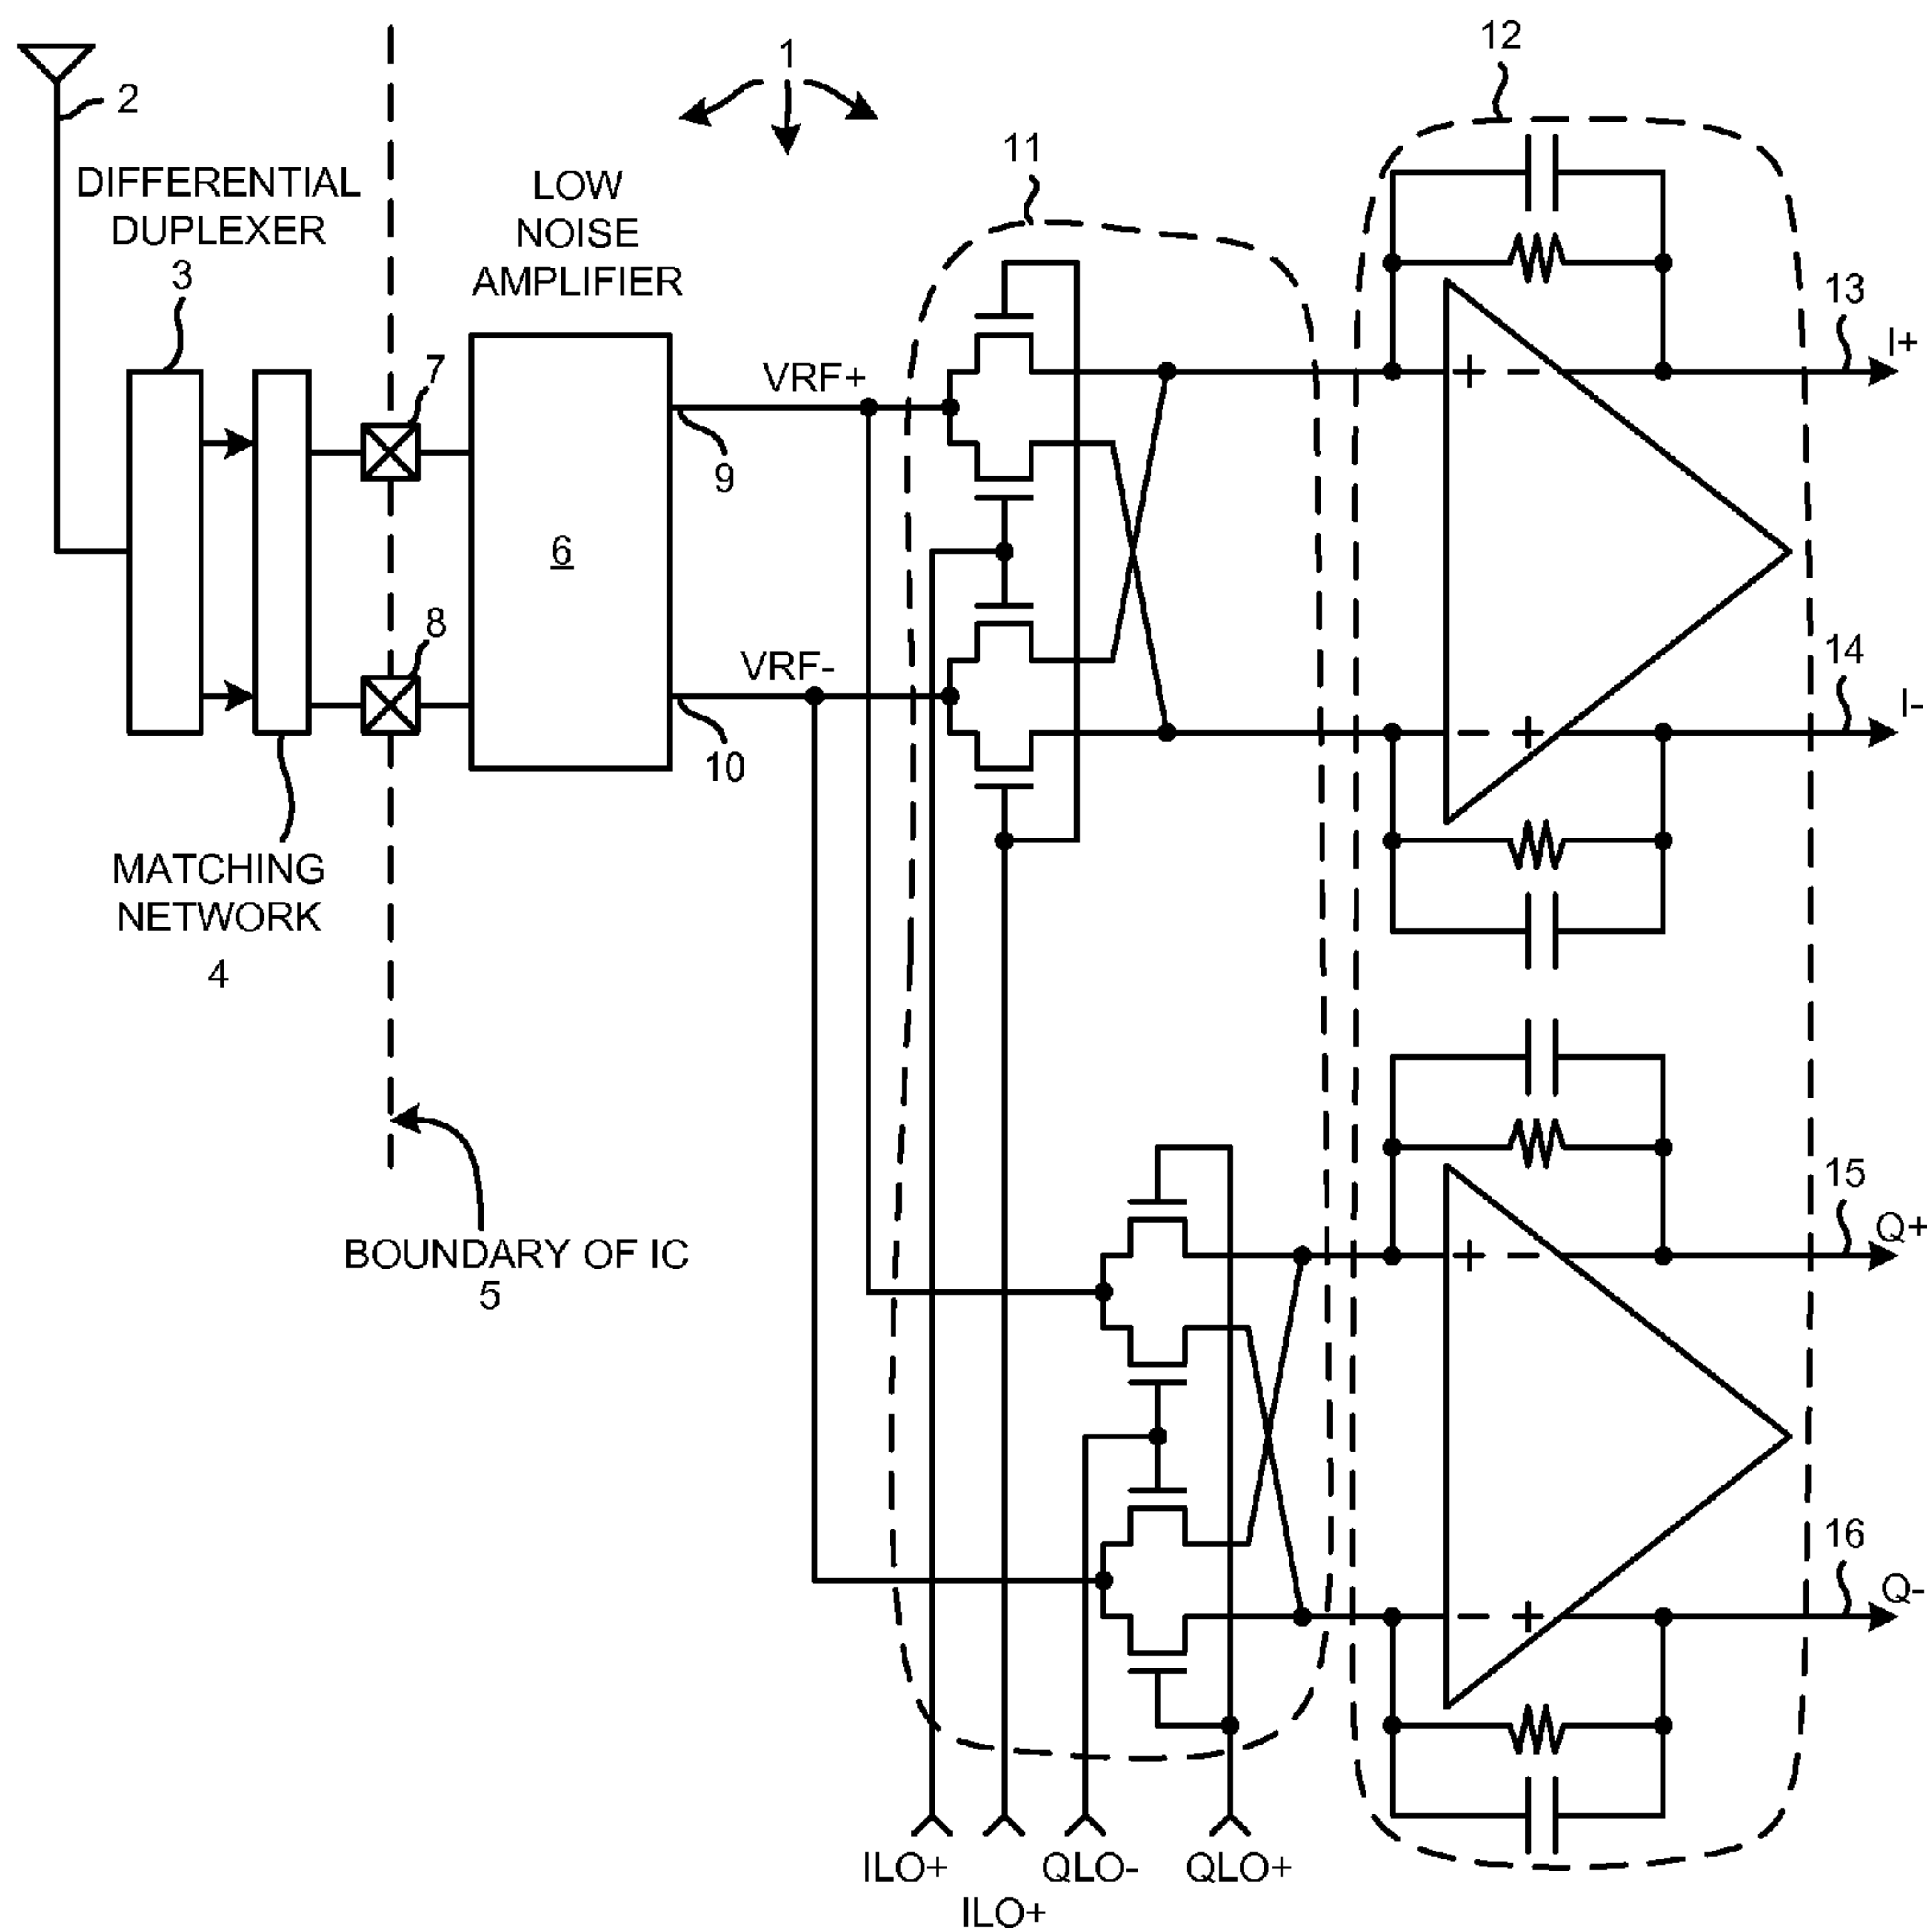 1
12
2
11
DIFFERENTIAL
DUPLEXER
3
LOW
NOISE
AMPLIFIER
13
I+
7
VRF+
+ -
9
6
8
VRF-
14
I-
10
- +
MATCHING
NETWORK
4
15
Q+
BOUNDARY OF IC
5
+ -
16
Q-
- +
ILO+
QLO-
QLO+
ILO+